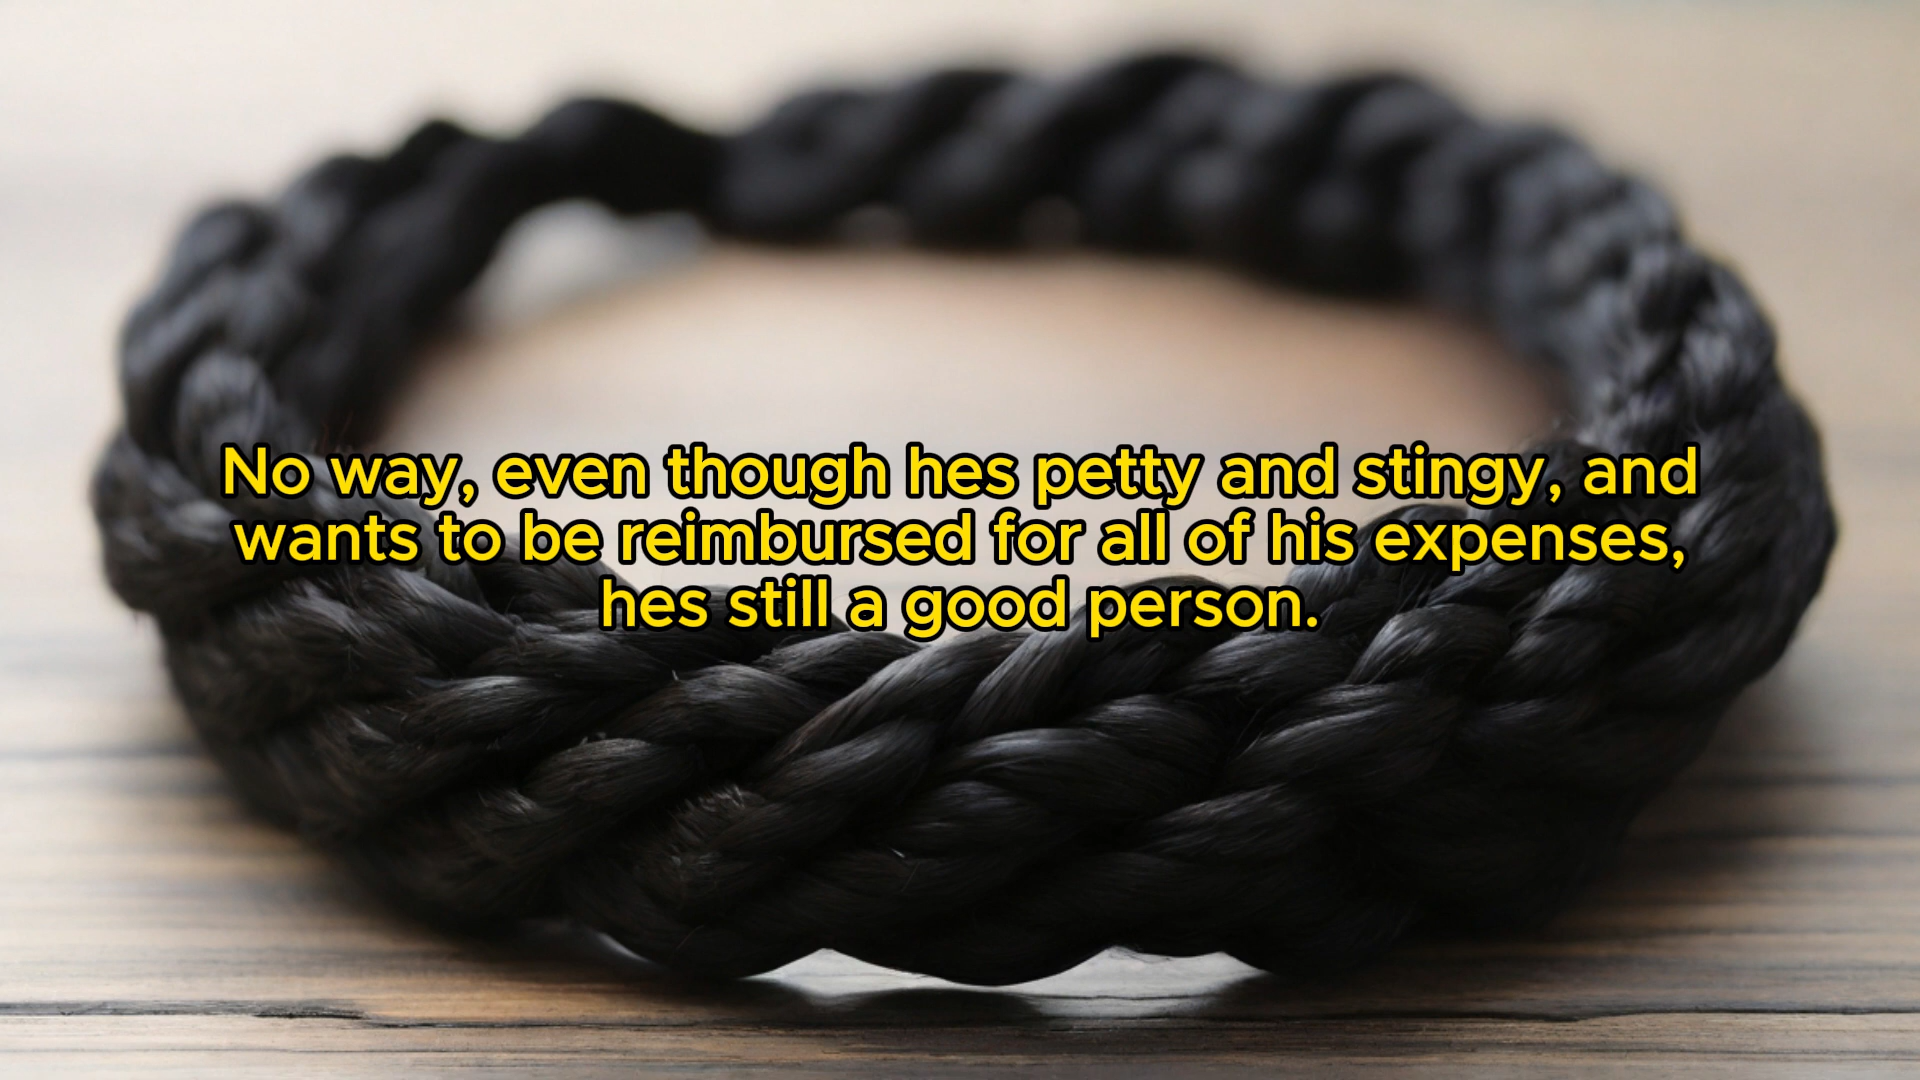 No way, even though hes petty and stingy, and
wants to be reimbursed for all of his expenses,
hes still a good person.